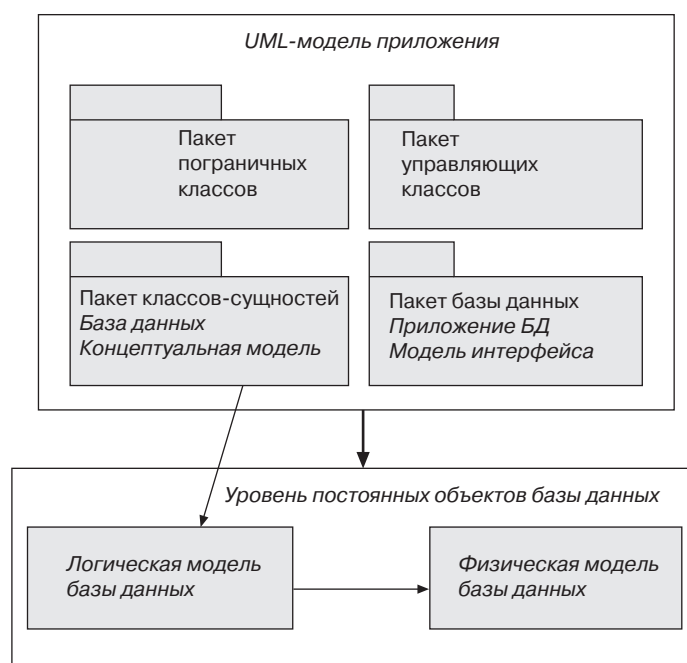 UML-модель приложения
Пакет
пограничных
классов
Пакет
управляющих
классов
Пакет классов-сущностей
База данных
Концептуальная модель
Пакет базы данных
Приложение БД
Модель интерфейса
Уровень постоянных объектов базы данных
Логическая модель
базы данных
Физическая модель
базы данных